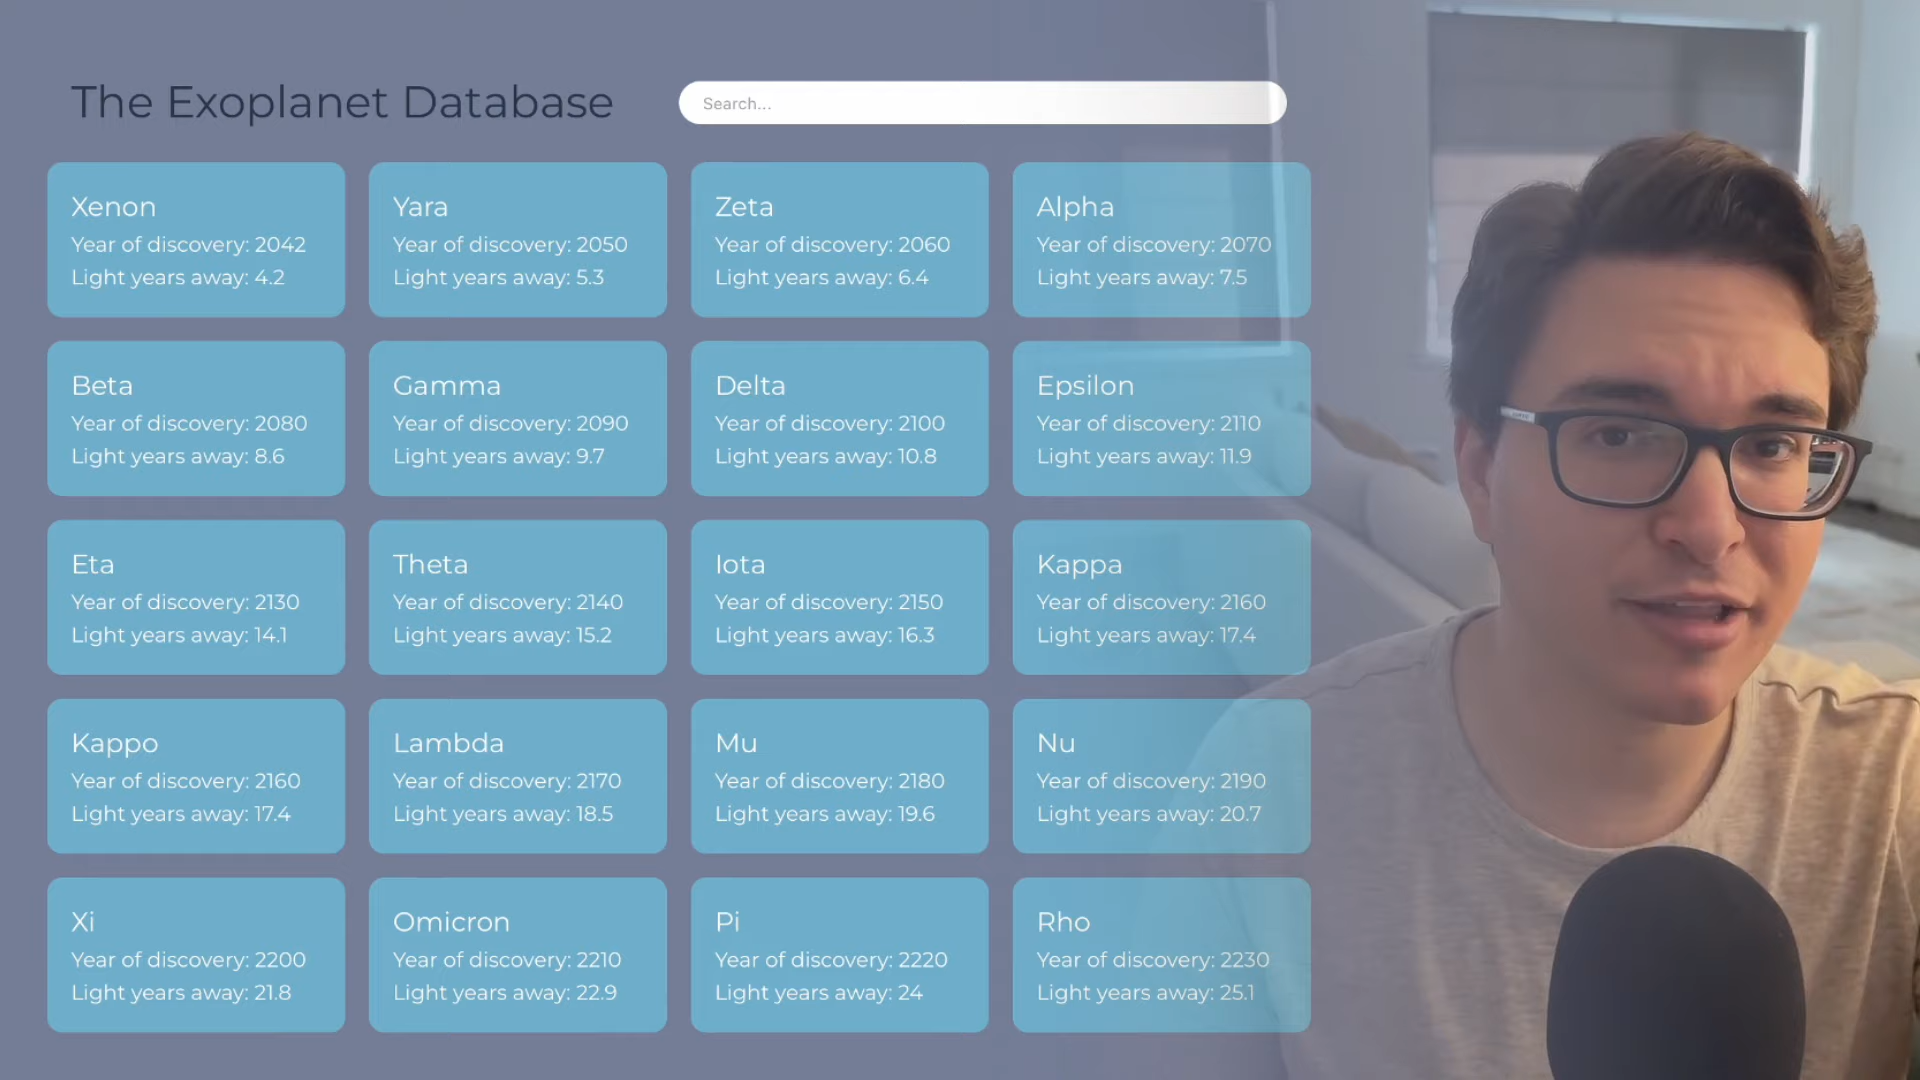 The Exoplanet Database
Search...
Xenon
Year of discovery: 2042
Light years away: 4.2
Yara
Year of discovery: 2050
Light years away: 5.3
Zeta
Year of discovery: 2060
Light years away: 6.4
Alpha
Year of discovery: 2070
Light years away: 7.5
Beta
Year of discovery: 2080
Light years away: 8.6
Gamma
Year of discovery: 2090
Light years away: 9.7
Delta
Year of discovery: 2100
Light years away: 10.8
Epsilon
Year of discovery: 2110
Light years away: 11.9
Eta
Year of discovery: 2130
Light years away: 14.1
Theta
Year of discovery: 2140
Light years away: 15.2
Iota
Year of discovery: 2150
Light years away: 16.3
Kappa
Year of discovery: 2160
Light years away: 17.4
Kappo
Year of discovery: 2160
Light years away: 17.4
Lambda
Year of discovery: 2170
Light years away: 18.5
Mu
Year of discovery: 2180
Light years away: 19.6
Nu
Year of discovery: 2190
Light years away: 20.7
Xi
Year of discovery: 2200
Light years away: 21.8
Omicron
Year of discovery: 2210
Light years away: 22.9
Pi
Year of discovery: 2220
Light years away: 24
Rho
Year of discovery: 2230
Light years away: 25.1